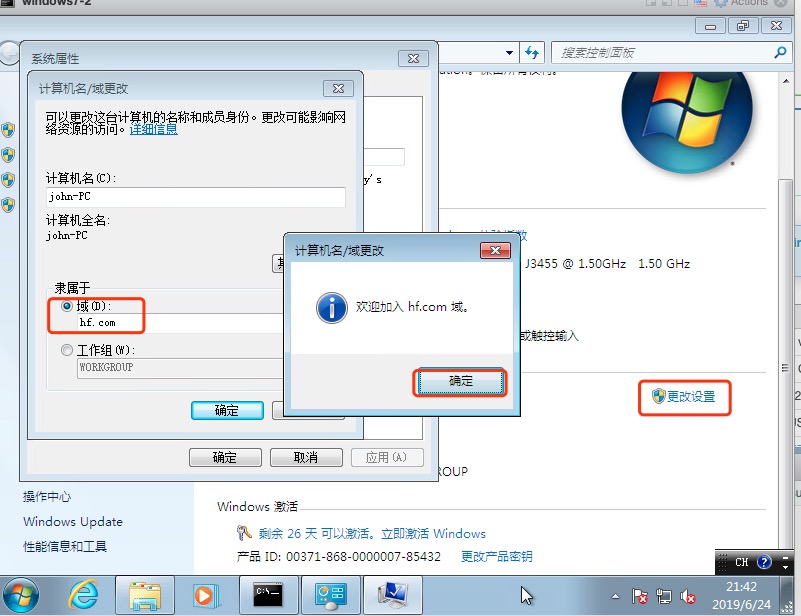 windows7-2
Actions
搜索控制面板
系统属性
计算机名/域更改
可以更改这台计算机的名称和成员身份。更改可能影响网
络资源的访问。详细信息
计算机名(C):
john-PC
计算机全名:
john-PC
y's
隶属于
域(D):
hf.com
工作组(W):
WORKGROUP
确定
确定
取消
应用(A)
计算机名/域更改
欢迎加入 hf.com 域。
确定
J3455 @ 1.50GHz 1.50 GHz
或触控输入
更改设置
OUP
操作中心
Windows Update
性能信息和工具
Windows 激活
剩余 26 天 可以激活。立即激活 Windows
产品 ID: 00371-868-0000007-85432 更改产品密钥
CH
21:42
2019/6/24